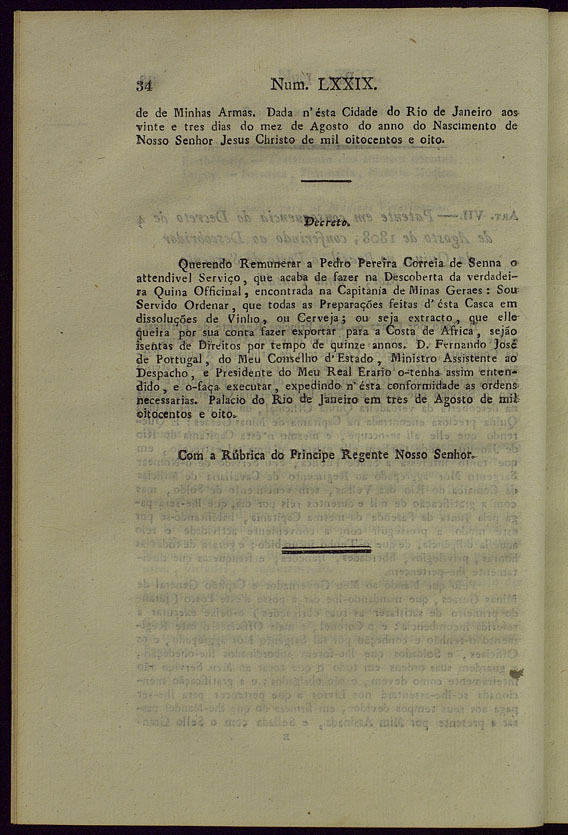 34 Num. LXXIX.
de de Minhas Armas. Dada n'ésta Cidade do Rio de Janeiro aos
vinte e tres dias do mez de Agosto do anno do Nascimento de
Nosso Senhor Jesus Christo de mil oitocentos e oito.
Decreto.
Querendo Remunerar a Pedro Pereira Correia de Senna o
attendivel Serviço, que acaba de fazer na Descoberta da verdadei-
ra Quina Officinal, encontrada na Capitania de Minas Geraes: Sou
Servido Ordenar, que todas as Preparações feitas d'ésta Casca em
dissoluções de Vinho, ou Cerveja; ou seja extracto, que elle
queira por sua conta fazer exportar para a Costa de Africa, sejão
isentas de Direitos por tempo de quinze annos. D. Fernando José
de Portugal, do Meu Conselho d'Estado, Ministro Assistente ao
Despacho, e Presidente do Meu Real Erario o-tenha assim enten-
dido, e o-faça executar, expedindo n'ésta conformidade as ordens
necessarias. Palacio do Rio de Janeiro em tres de Agosto de mil
oitocentos e oito.
Com a Rúbrica do Principe Regente Nosso Senhor.